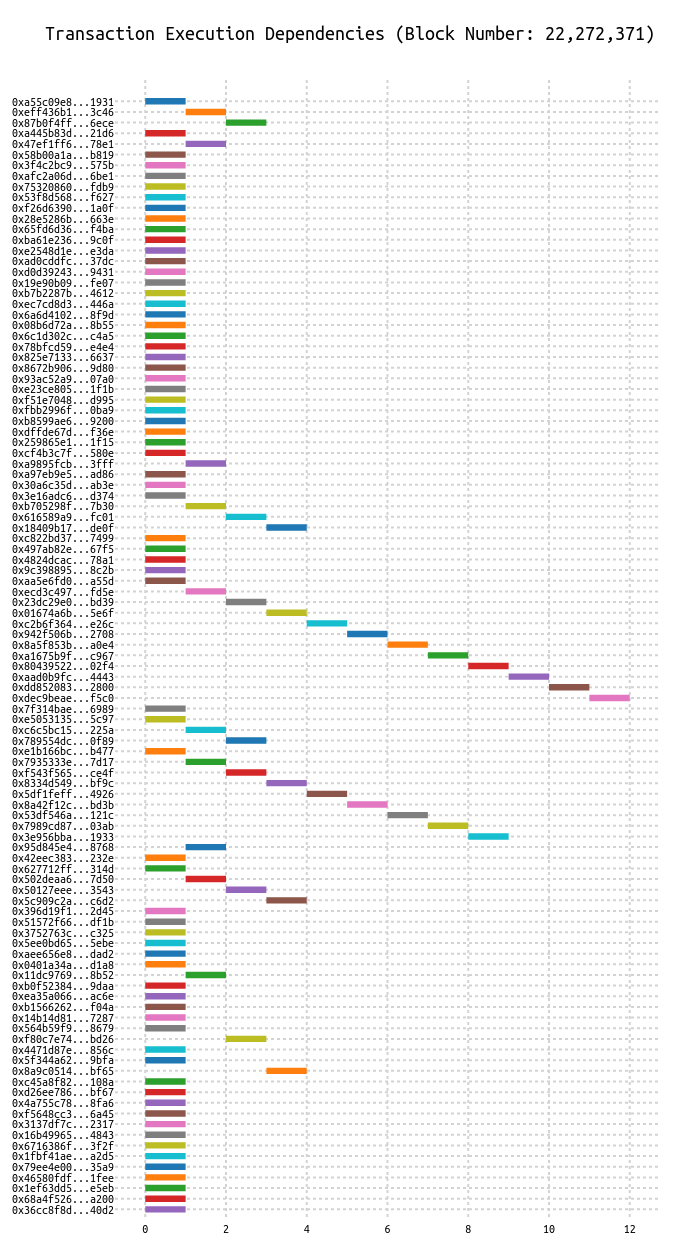 Transaction Execution Dependencies (Block Number: 22,272,371)
0xa55c09e8...1931
0xeff436b1...3c46
0x87b0f4ff...6ece
0xa445b83d...21d6
0x47ef1ff6...78e1
0x58b00a1a...b819
0x3f4c2bc9...575b
0xafc2a06d...6be1
0x75320860...fdb9
0x53f8d568...f627
0xf26d6390...1a0f
0x28e5286b...663e
0x65fd6d36...f4ba
0xba61e236...9c0f
0xe2548d1e...e3da
0xad0cddfc...37dc
0xd0d39243...9431
0x19e90b09...fe07
0xb7b2287b...4612
0xec7cd8d3...446a
0x6a6d4102...8f9d
0x08b6d72a...8b55
0x6c1d302c...c4a5
0x78bfcd59...e4e4
0x825e7133...6637
0x8672b906...9d80
0x93ac52a9...07a0
0xe23ce805...1f1b
0xf51e7048...d995
0xfbb2996f...0ba9
0xb8599ae6...9200
0xdffde67d...f36e
0x259865e1...1f15
0xcf4b3c7f...580e
0xa9895fcb...3fff
0xa97eb9e5...ad86
0x30a6c35d...ab3e
0x3e16adc6...d374
0xb705298f...7b30
0x616589a9...fc01
0x18409b17...de0f
0xc822bd37...7499
0x497ab82e...67f5
0x4824dcac...78a1
0x9c398895...8c2b
0xaa5e6fd0...a55d
0xecd3c497...fd5e
0x23dc29e0...bd39
0x01674a6b...5e6f
0xc2b6f364...e26c
0x942f506b...2708
0x8a5f853b...a0e4
0xa1675b9f...c967
0x80439522...02f4
0xaad0b9fc...4443
0xdd852083...2800
0xdec9beae...f5c0
0x7f314bae...6989
0xe5053135...5c97
0xc6c5bc15...225a
0x789554dc...0f89
0xe1b166bc...b477
0x7935333e...7d17
0xf543f565...ce4f
0x8334d549...bf9c
0x5df1feff...4926
0x8a42f12c...bd3b
0x53df546a...121c
0x7989cd87...03ab
0x3e956bba...1933
0x95d845e4...8768
0x42eec383...232e
0x627712ff...314d
0x502deaa6...7d50
0x50127eee...3543
0x5c909c2a...c6d2
0x396d19f1...2d45
0x51572f66...df1b
0x3752763c...c325
0x5ee0bd65...5ebe
0xaee656e8...dad2
0x0401a34a...d1a8
0x11dc9769...8b52
0xb0f52384...9daa
0xea35a066...ac6e
0xb1566262...f04a
0x14b14d81...7287
0x564b59f9...8679
0xf80c7e74...bd26
0x4471d87e...856c
0x5f344a62...9bfa
0x8a9c0514...bf65
0xc45a8f82...108a
0xd26ee786...bf67
0x4a755c78...8fa6
0xf5648cc3...6a45
0x3137df7c...2317
0x16b49965...4843
0x6716386f...3f2f
0x1fbf41ae...a2d5
0x79ee4e00...35a9
0x46580fdf...1fee
0x1ef63dd5...e5eb
0x68a4f526...a200
0x36cc8f8d...40d2
0 2 4 6 8 10 12